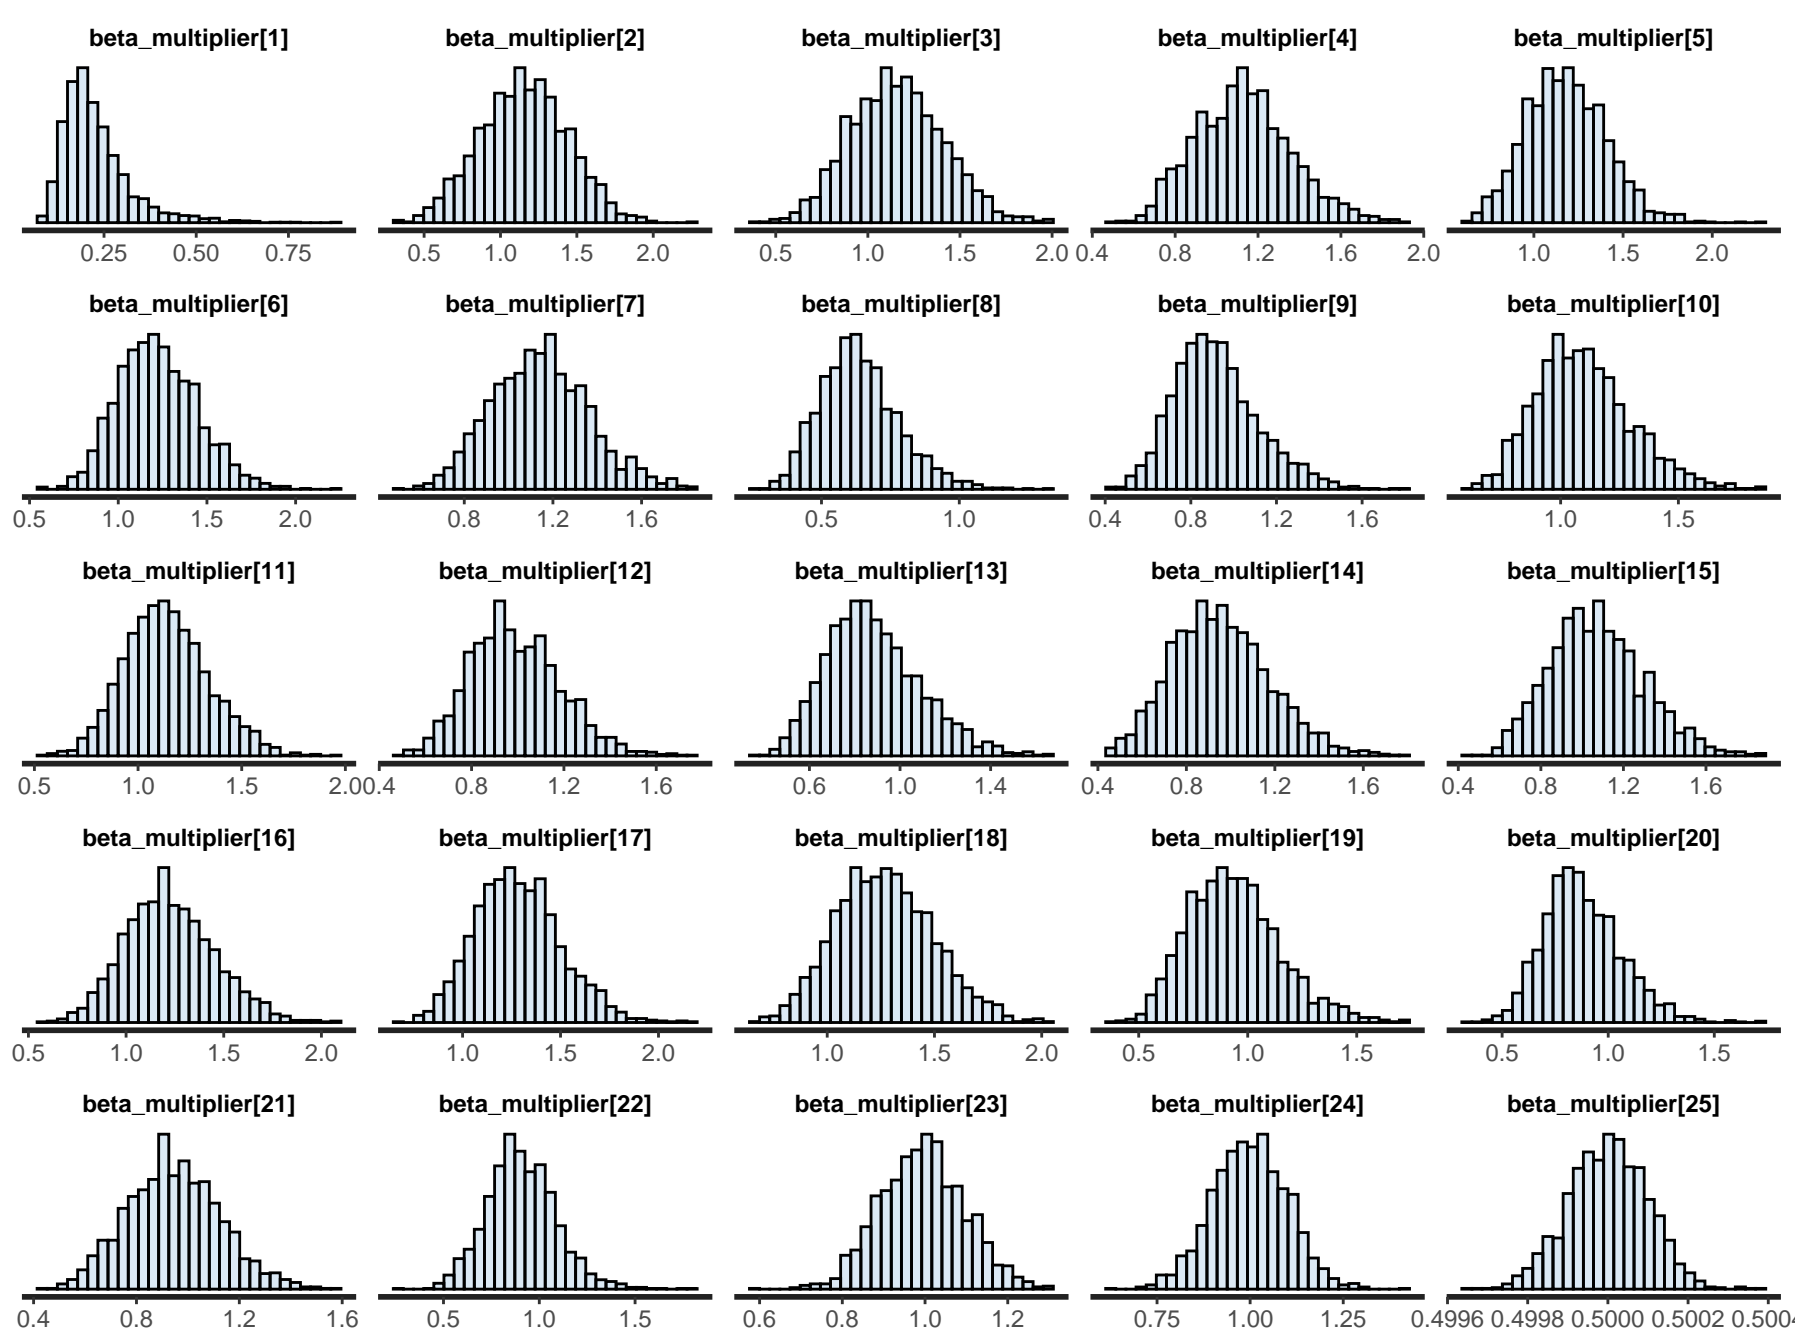 beta_multiplier[1] beta_multiplier[2] beta_multiplier[3] beta_multiplier[4] beta_multiplier[5]
0.25 0.50 0.75 0.5 1.0 1.5 2.0 0.5 1.0 1.5 2.0 0.4 0.8 1.2 1.6 2.0 1.0 1.5 2.0
beta_multiplier[6] beta_multiplier[7] beta_multiplier[8] beta_multiplier[9] beta_multiplier[10]
0.5 1.0 1.5 2.0 0.8 1.2 1.6 0.5 1.0 0.4 0.8 1.2 1.6 1.0 1.5
beta_multiplier[11] beta_multiplier[12] beta_multiplier[13] beta_multiplier[14] beta_multiplier[15]
0.5 1.0 1.5 2.0 0.4 0.8 1.2 1.6 0.6 1.0 1.4 0.4 0.8 1.2 1.6 0.4 0.8 1.2 1.6
beta_multiplier[16] beta_multiplier[17] beta_multiplier[18] beta_multiplier[19] beta_multiplier[20]
0.5 1.0 1.5 2.0 1.0 1.5 2.0 1.0 1.5 2.0 0.5 1.0 1.5 0.5 1.0 1.5
beta_multiplier[21] beta_multiplier[22] beta_multiplier[23] beta_multiplier[24] beta_multiplier[25]
0.4 0.8 1.2 1.6 0.5 1.0 1.5 0.6 0.8 1.0 1.2 0.75 1.00 1.25 0.4996 0.4998 0.5000 0.5002 0.5004